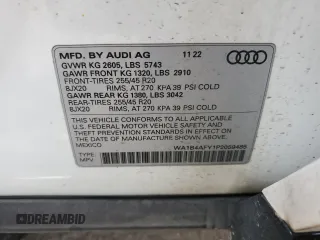 MFD. BY AUDI AG 11 22
GVWR KG 2605, LBS 5743
GAWR FRONT KG 1320, LBS 2910
FRONT-TIRES 255/45 R20
8JX20 RIMS, AT 270 KPA 39 PSI COLD
GAWR REAR KG 1380, LBS 3042
REAR-TIRES 255/45 R20
8JX20 RIMS, AT 270 KPA 39 PSI COLD
THIS VEHICLE CONFORMS TO ALL APPLICABLE
U.S. FEDERAL MOTOR VEHICLE SAFETY AND
THEFT PREVENTION STANDARDS IN EFFECT ON
THE DATE OF MANUFACTURE SHOWN ABOVE.
MEXICO
TYPE:
MPV
© DREAMBID